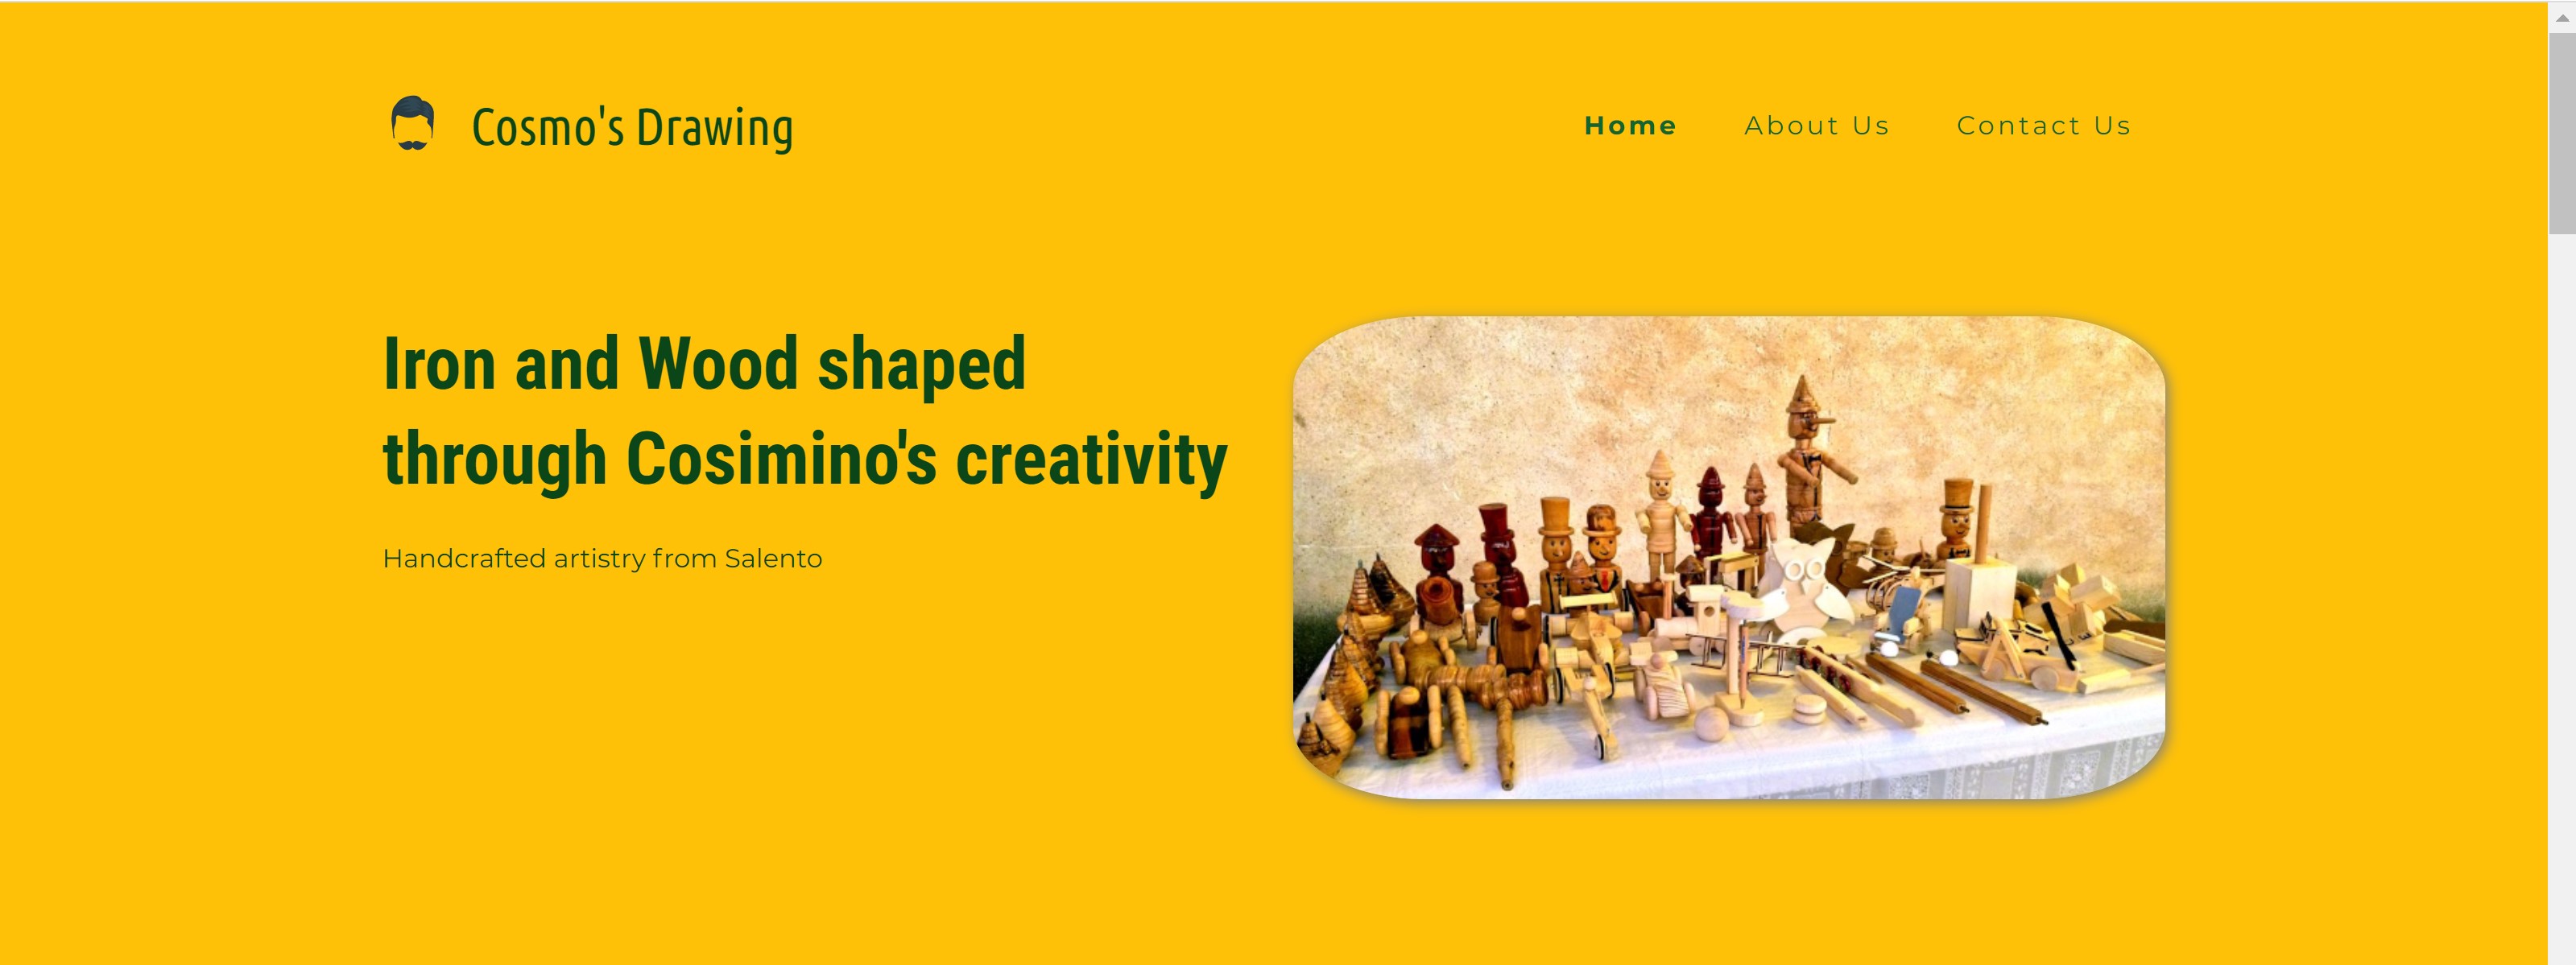 Cosmo's Drawing
Home
About Us
Contact Us
Iron and Wood shaped
through Cosimino's creativity
Handcrafted artistry from Salento